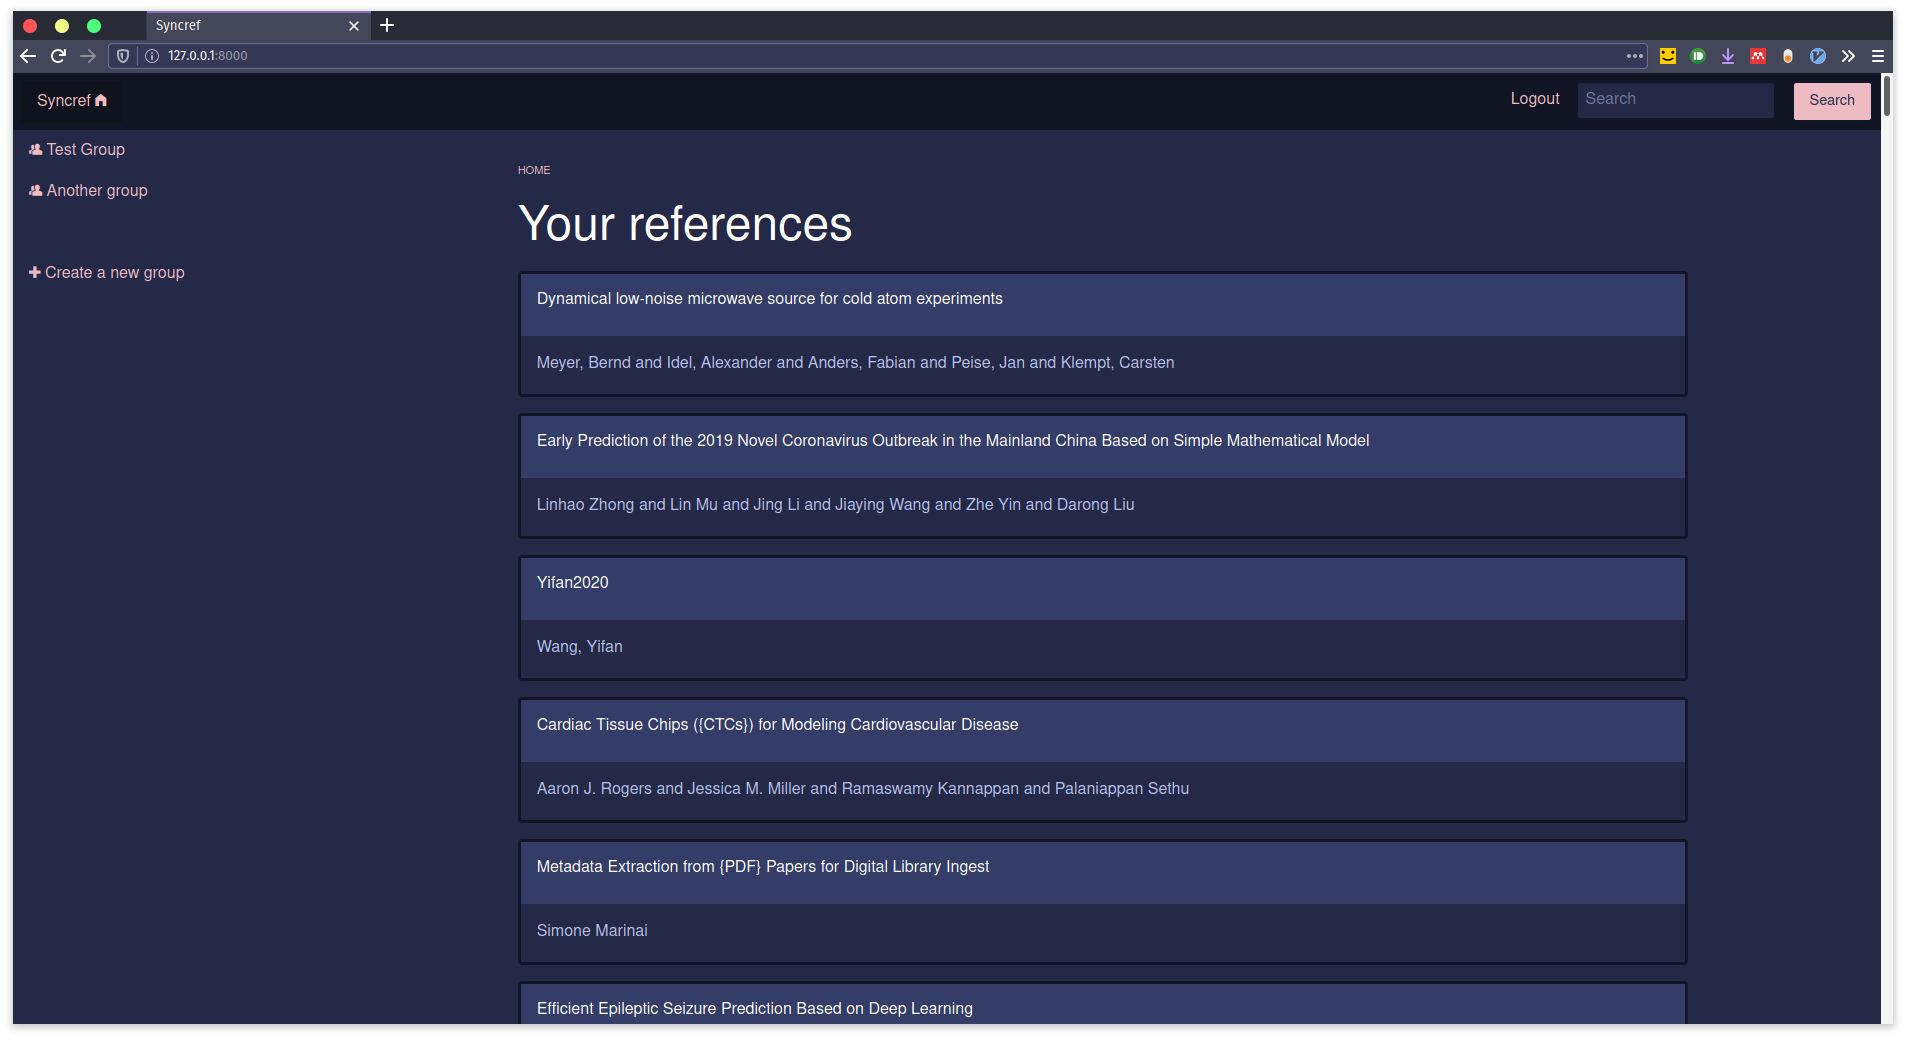 Syncref
127.0.0.1:8000
Syncref
Logout
Search
Search
Test Group
Another group
Create a new group
HOME
Your references
Dynamical low-noise microwave source for cold atom experiments
Meyer, Bernd and Idel, Alexander and Anders, Fabian and Peise, Jan and Klempt, Carsten
Early Prediction of the 2019 Novel Coronavirus Outbreak in the Mainland China Based on Simple Mathematical Model
Linhao Zhong and Lin Mu and Jing Li and Jiaying Wang and Zhe Yin and Darong Liu
Yifan2020
Wang, Yifan
Cardiac Tissue Chips ({CTCs}) for Modeling Cardiovascular Disease
Aaron J. Rogers and Jessica M. Miller and Ramaswamy Kannappan and Palaniappan Sethu
Metadata Extraction from {PDF} Papers for Digital Library Ingest
Simone Marinai
Efficient Epileptic Seizure Prediction Based on Deep Learning